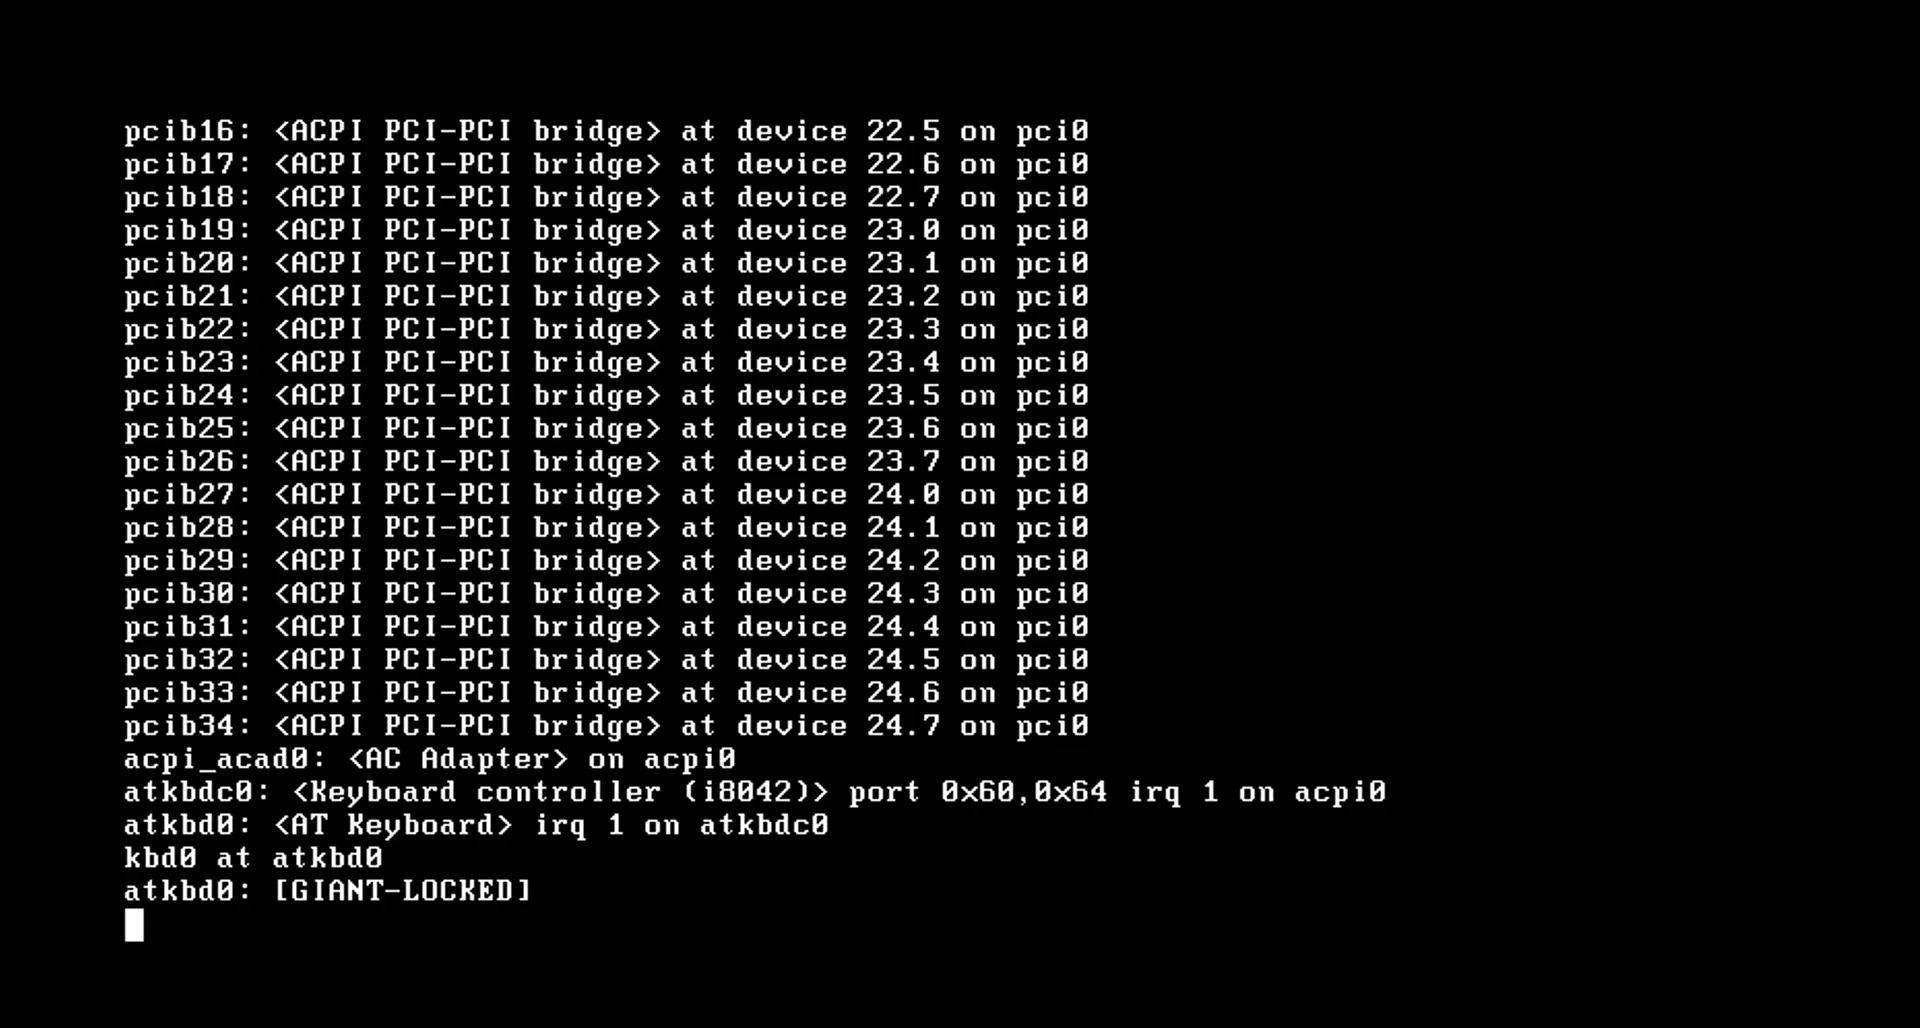 pcib16: <ACPI PCI-PCI bridge> at device 22.5 on pci0
pcib17: <ACPI PCI-PCI bridge> at device 22.6 on pci0
pcib18: <ACPI PCI-PCI bridge> at device 22.7 on pci0
pcib19: <ACPI PCI-PCI bridge> at device 23.0 on pci0
pcib20: <ACPI PCI-PCI bridge> at device 23.1 on pci0
pcib21: <ACPI PCI-PCI bridge> at device 23.2 on pci0
pcib22: <ACPI PCI-PCI bridge> at device 23.3 on pci0
pcib23: <ACPI PCI-PCI bridge> at device 23.4 on pci0
pcib24: <ACPI PCI-PCI bridge> at device 23.5 on pci0
pcib25: <ACPI PCI-PCI bridge> at device 23.6 on pci0
pcib26: <ACPI PCI-PCI bridge> at device 23.7 on pci0
pcib27: <ACPI PCI-PCI bridge> at device 24.0 on pci0
pcib28: <ACPI PCI-PCI bridge> at device 24.1 on pci0
pcib29: <ACPI PCI-PCI bridge> at device 24.2 on pci0
pcib30: <ACPI PCI-PCI bridge> at device 24.3 on pci0
pcib31: <ACPI PCI-PCI bridge> at device 24.4 on pci0
pcib32: <ACPI PCI-PCI bridge> at device 24.5 on pci0
pcib33: <ACPI PCI-PCI bridge> at device 24.6 on pci0
pcib34: <ACPI PCI-PCI bridge> at device 24.7 on pci0
acpi_acad0: <AC Adapter> on acpi0
atkbdc0: <Keyboard controller (i8042)> port 0x60,0x64 irq 1 on acpi0
atkbd0: <AT Keyboard> irq 1 on atkbdc0
kbd0 at atkbd0
atkbd0: [GIANT-LOCKED]